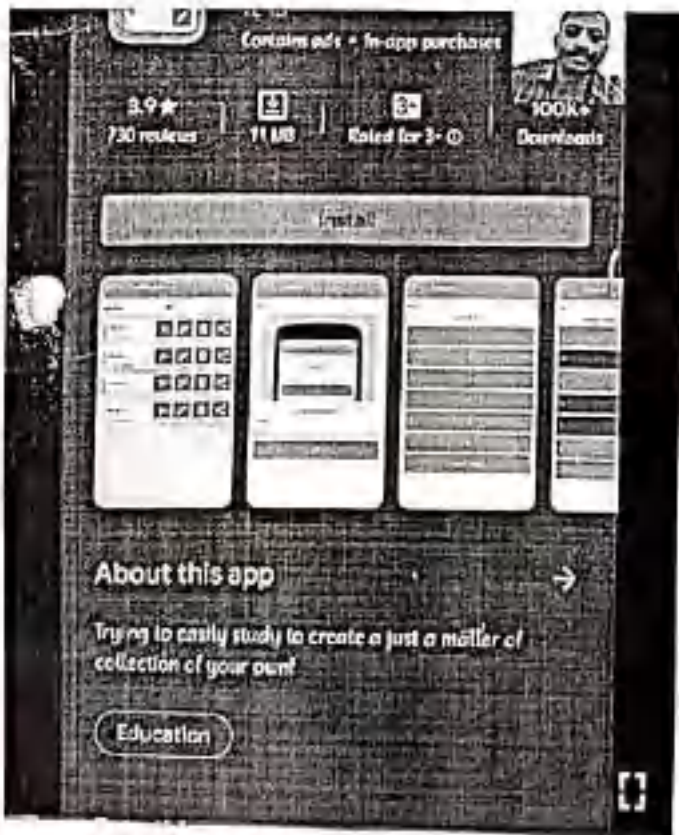 Contains ads • In-app purchases
3.9★
730 reviews
11 MB
3+
Rated for 3+
100K+
Downloads
Install
About this app
Trying to easily study to create a just a matter of
collection of your own!
Education